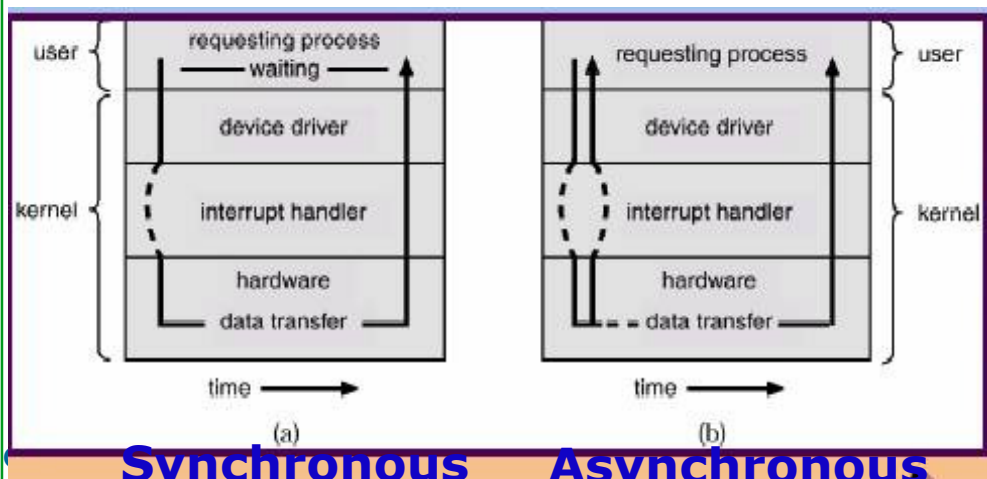 user
requesting process
waiting
device driver
kernel
interrupt handler
hardware
data transfer
time
(a)
Synchronous
requesting process
user
device driver
interrupt handler
kernel
hardware
data transfer
time
(b)
Asynchronous